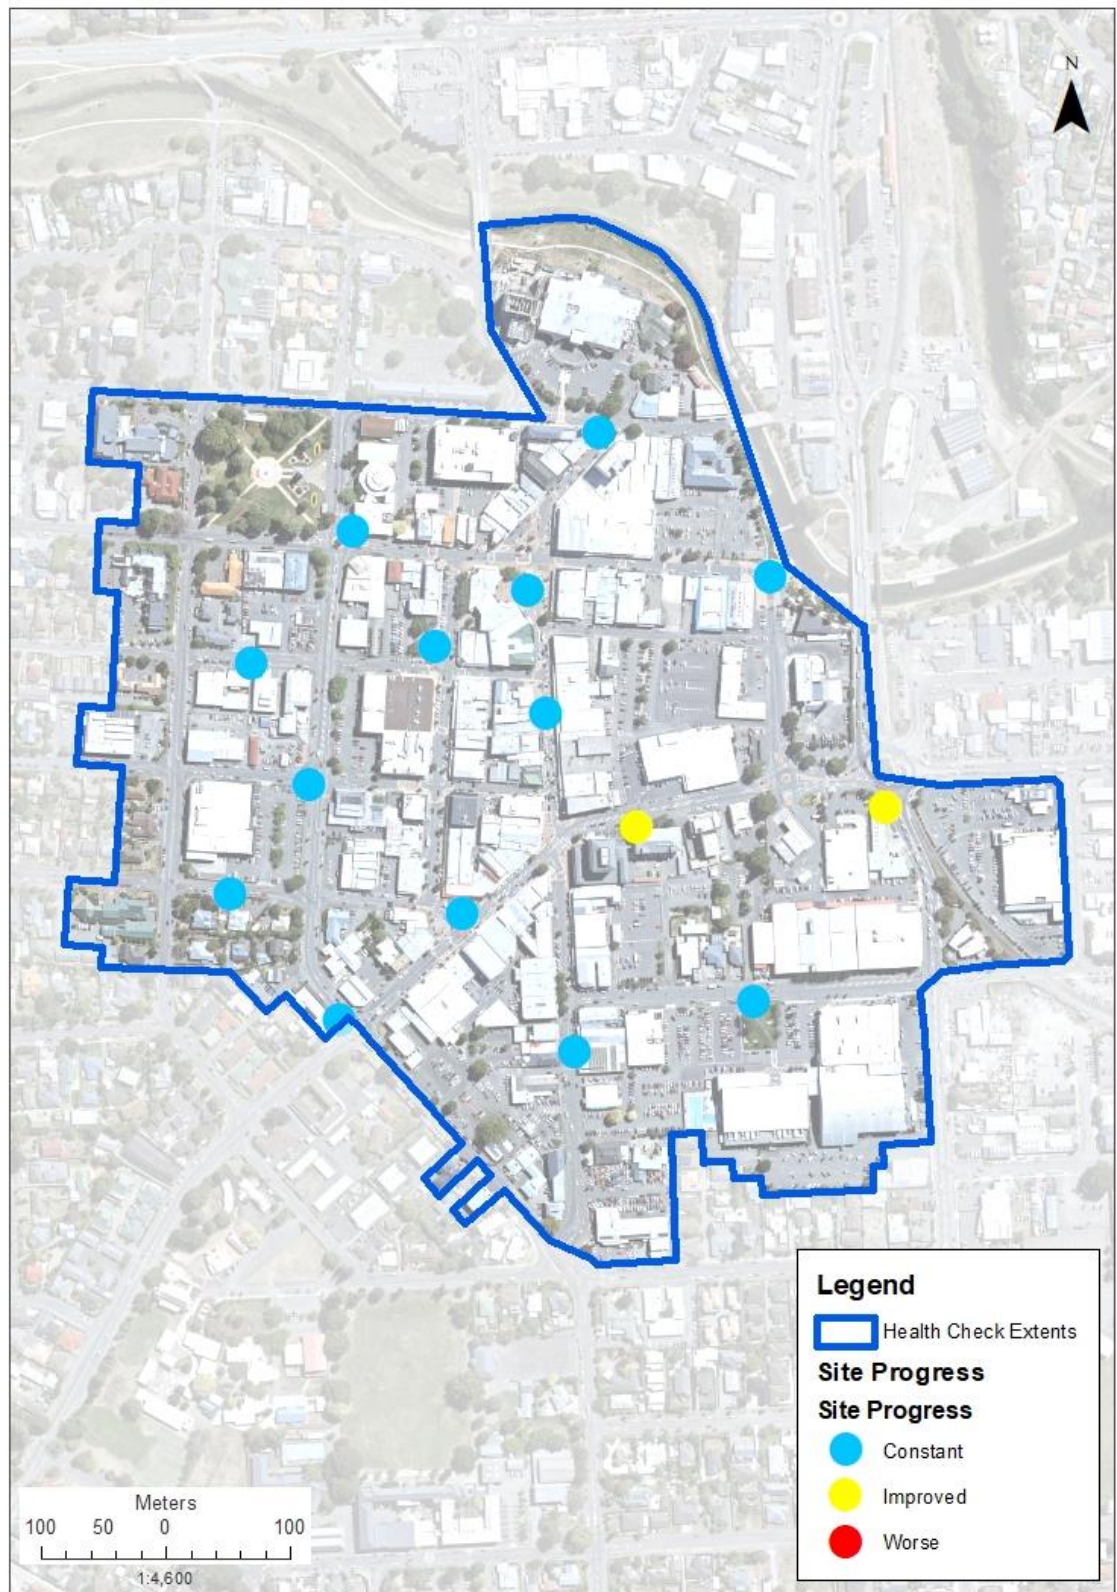 N
Legend
Health Check Extents
Site Progress
Site Progress
Constant
Improved
Worse
Meters
100 50 0 100
1:4,600